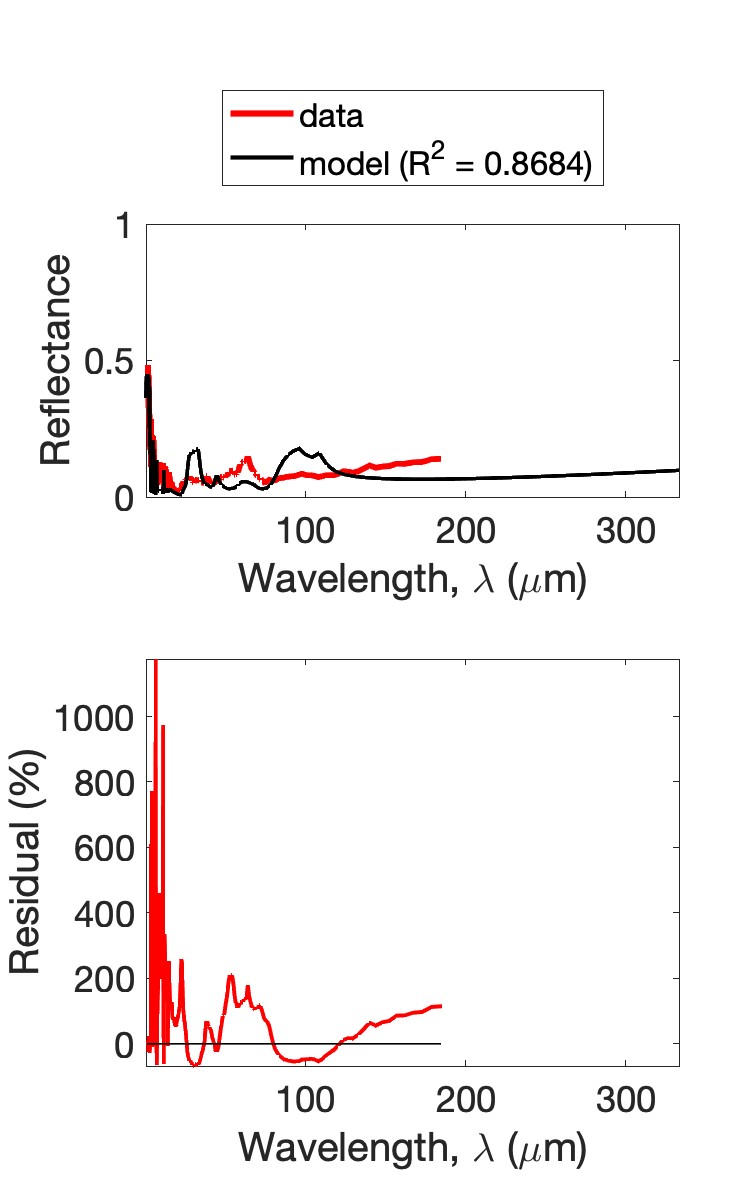 data
model (R² = 0.8684)
1
0.5
0
Reflectance
100
200
300
Wavelength, λ (μm)
1000
800
600
400
200
0
Residual (%)
100
200
300
Wavelength, λ (μm)